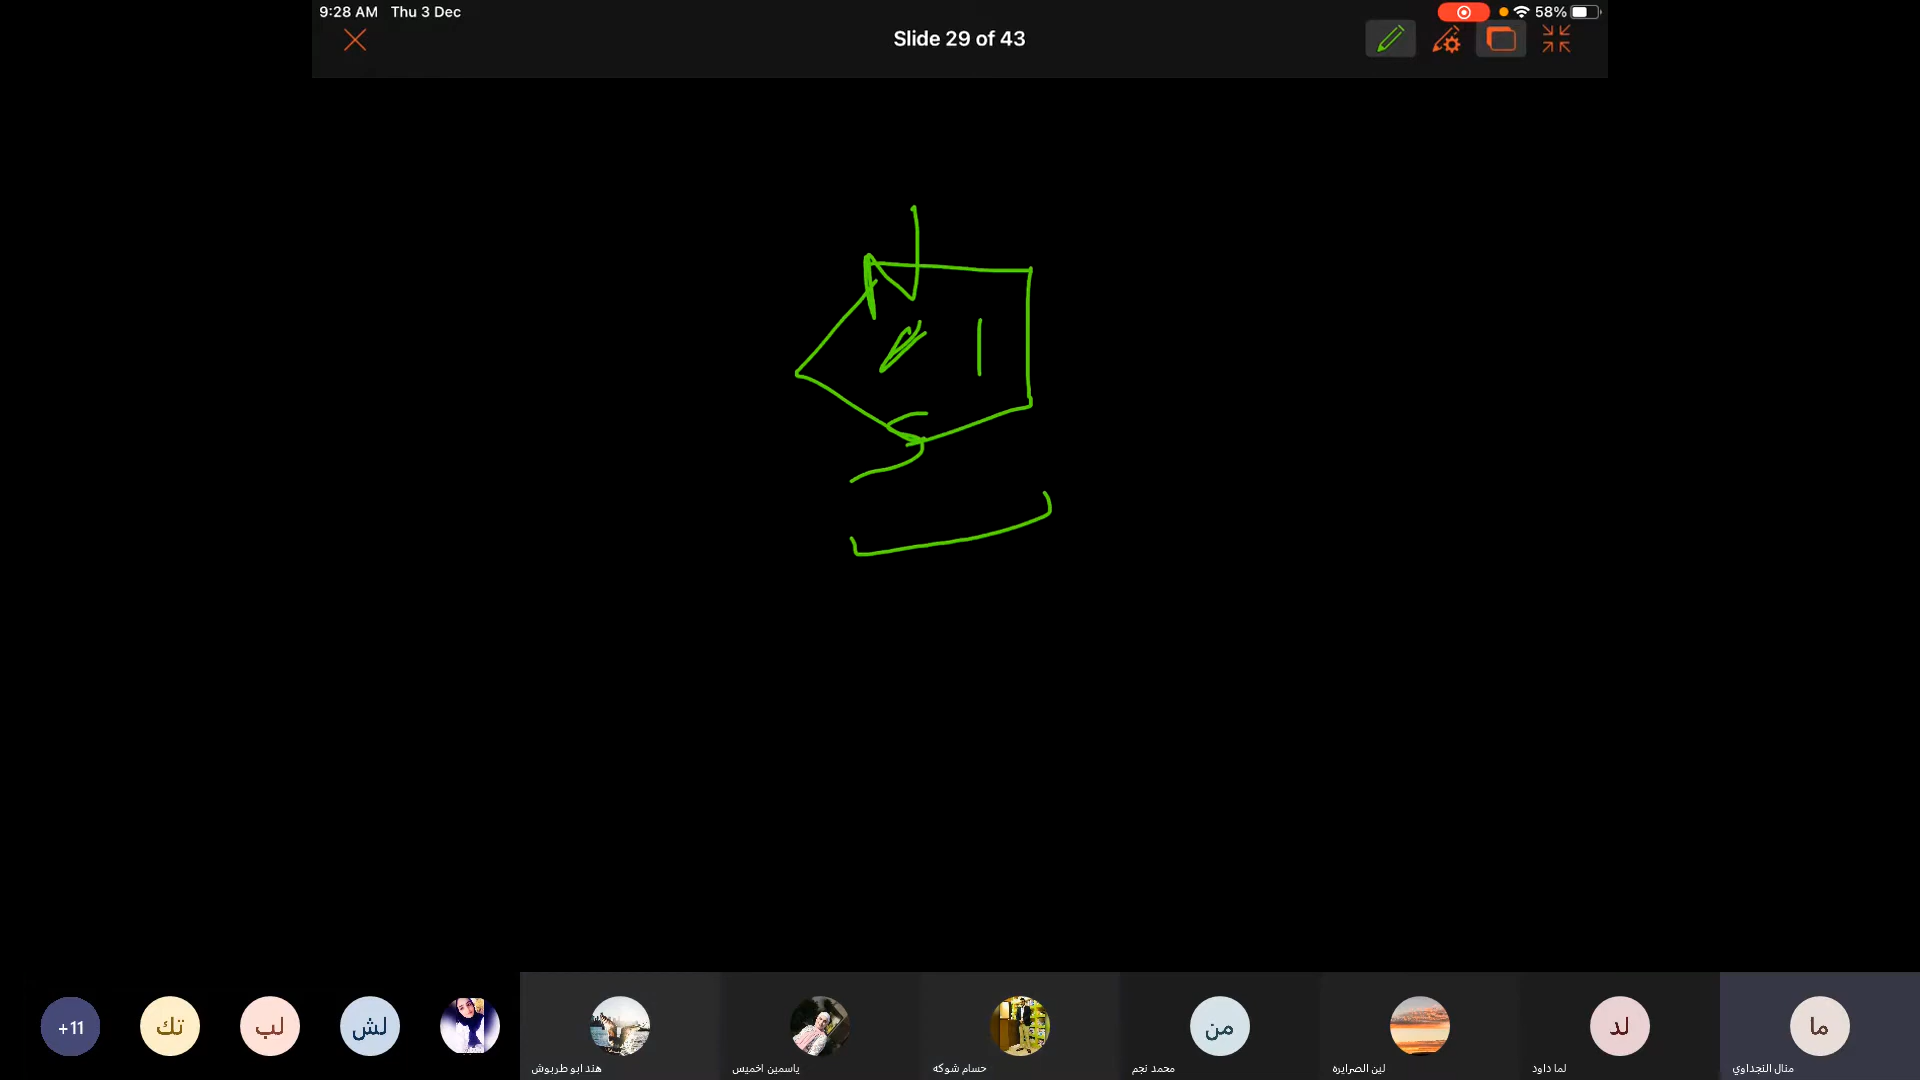 9:28 AM Thu 3 Dec
58%
Slide 29 of 43
N
S
+11
تك
لب
لش
من
لد
ما
هند ابو طربوش
ياسمين اخميس
حسام شوكه
محمد نجم
لين الصرايره
لما داود
منال النجداوي